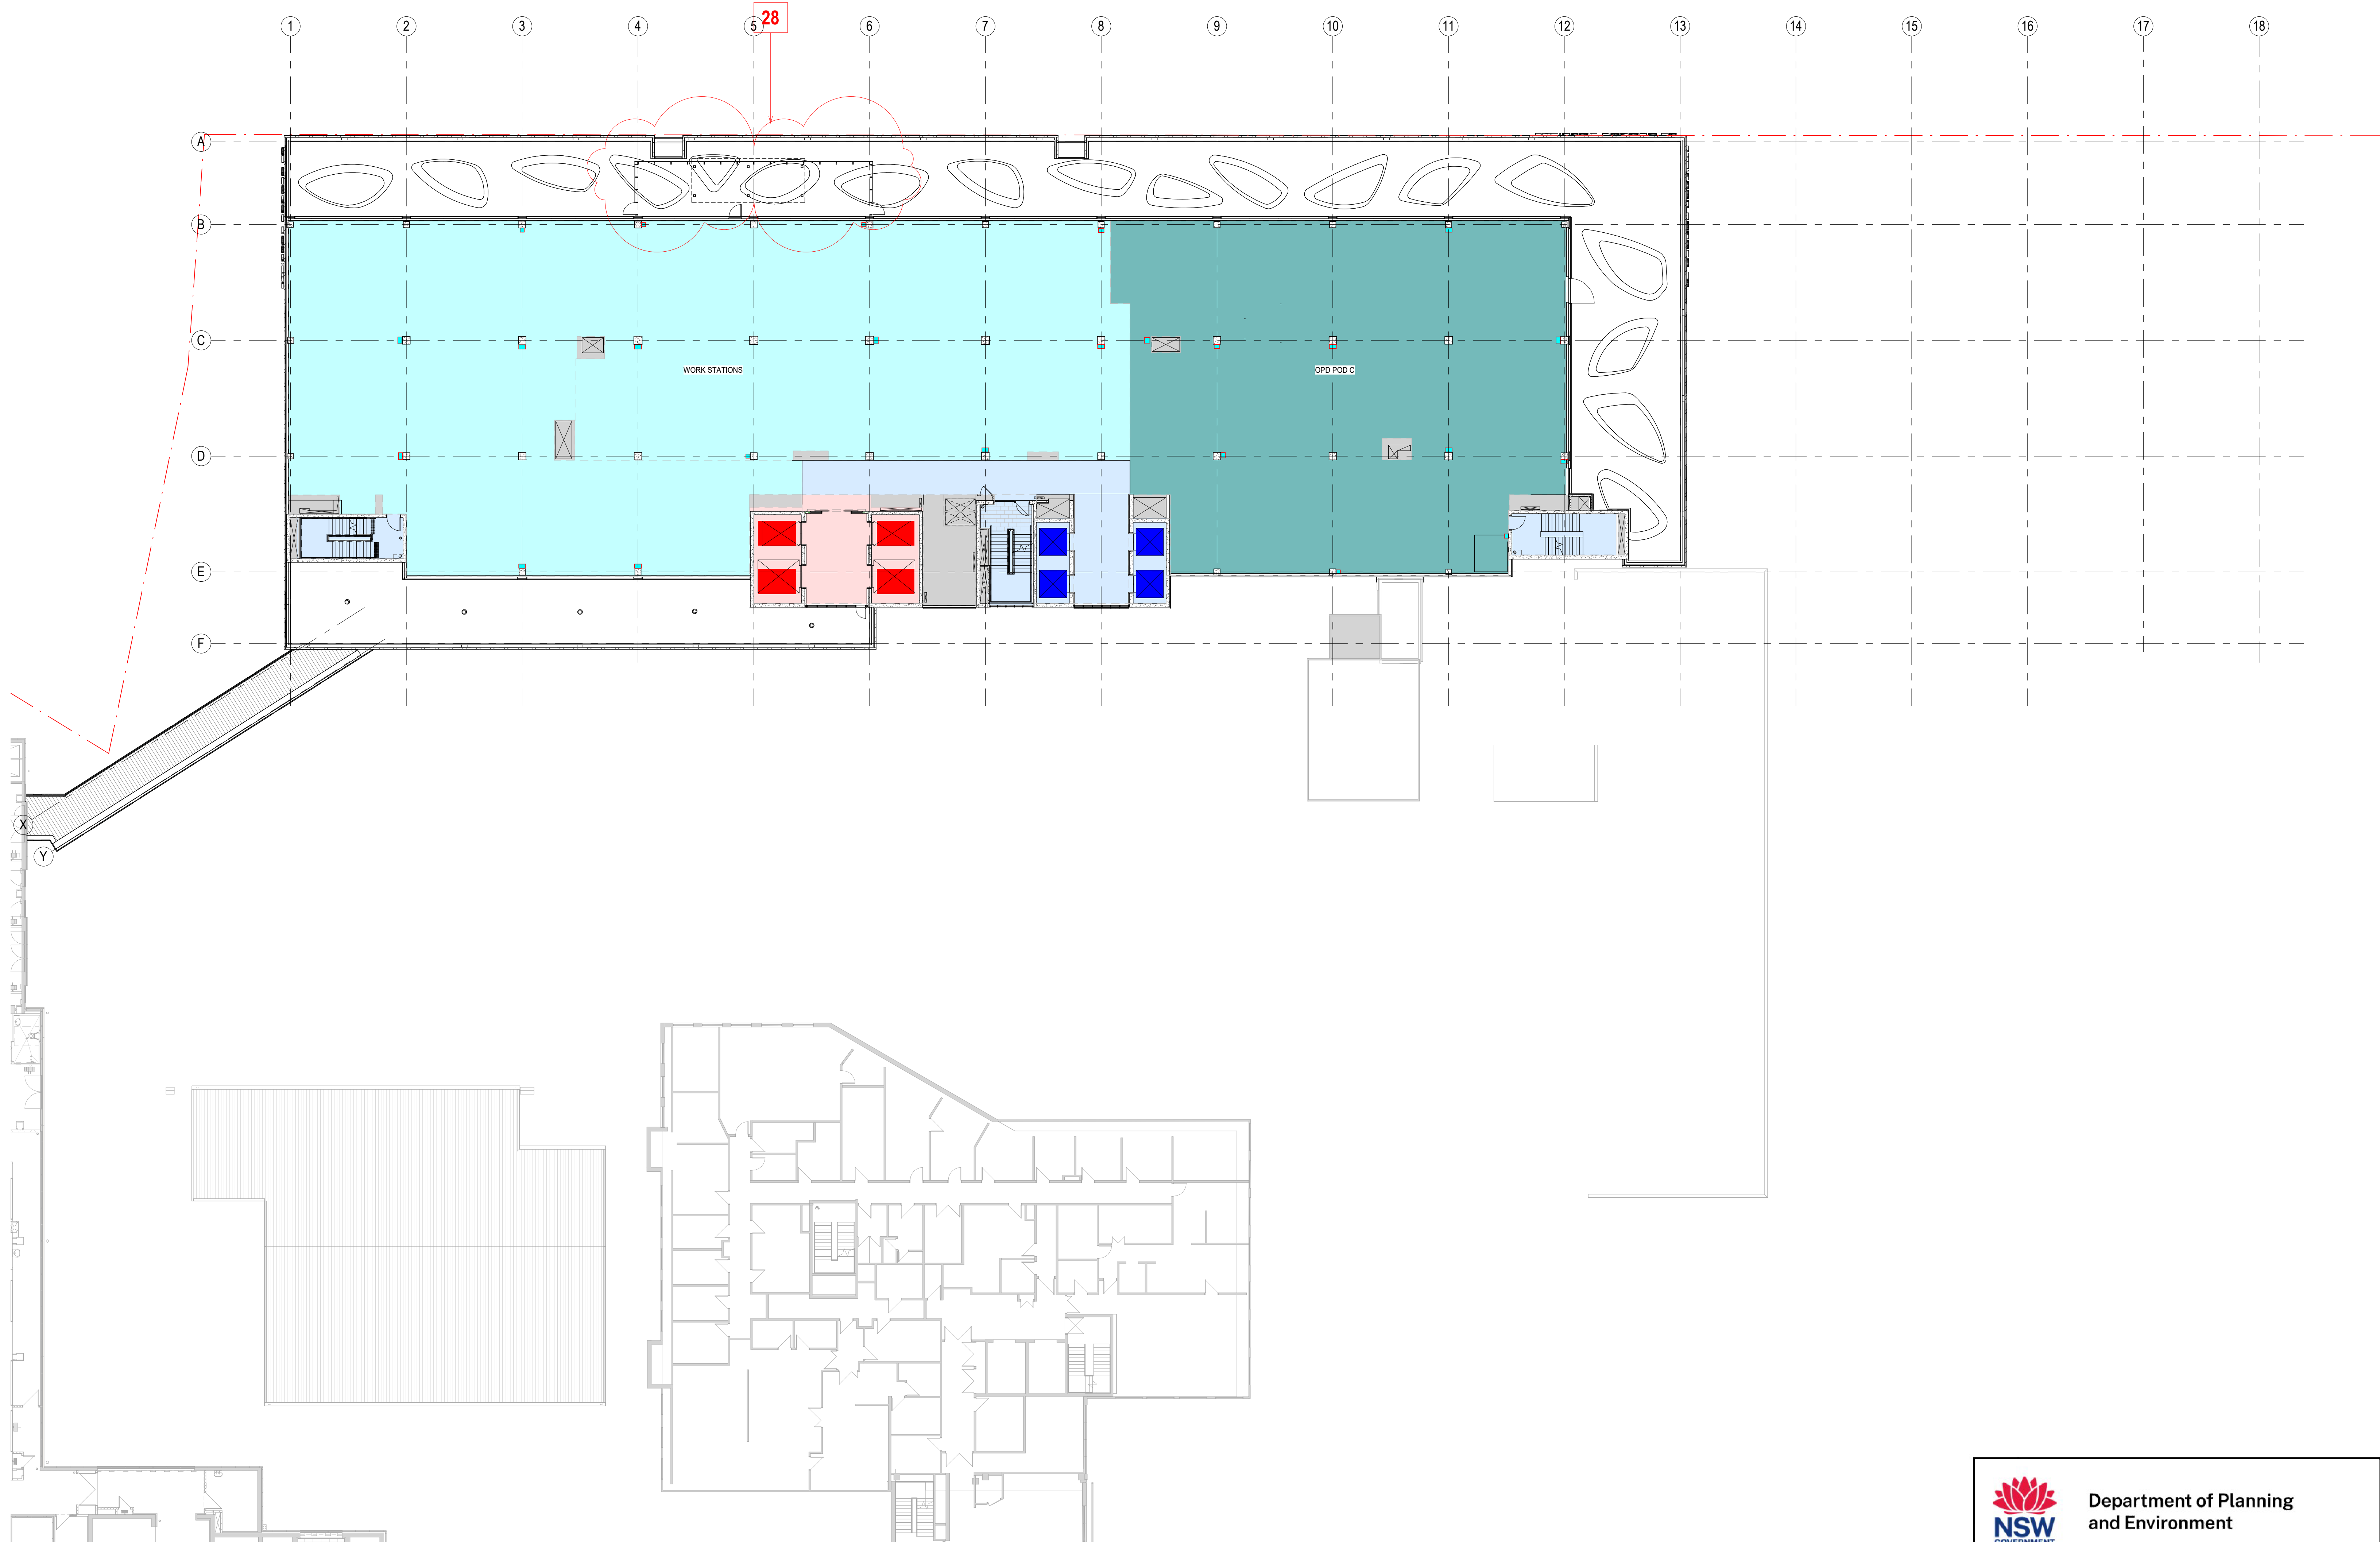 28
1 2 3 4 5 6 7 8 9 10 11 12 13 14 15 16 17 18
A
B
C
WORK STATIONS
OPD POD C
D
E
F
X
Y
Department of Planning
and Environment
NSW
GOVERNMENT